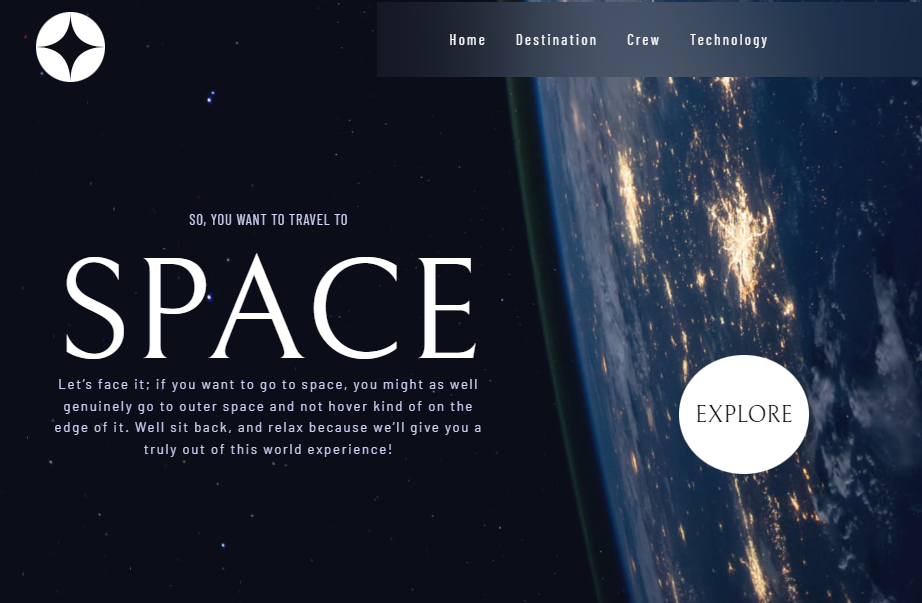 Home Destination Crew Technology
SO, YOU WANT TO TRAVEL TO
SPACE
Let’s face it; if you want to go to space, you might as well
genuinely go to outer space and not hover kind of on the
edge of it. Well sit back, and relax because we’ll give you a
truly out of this world experience!
EXPLORE